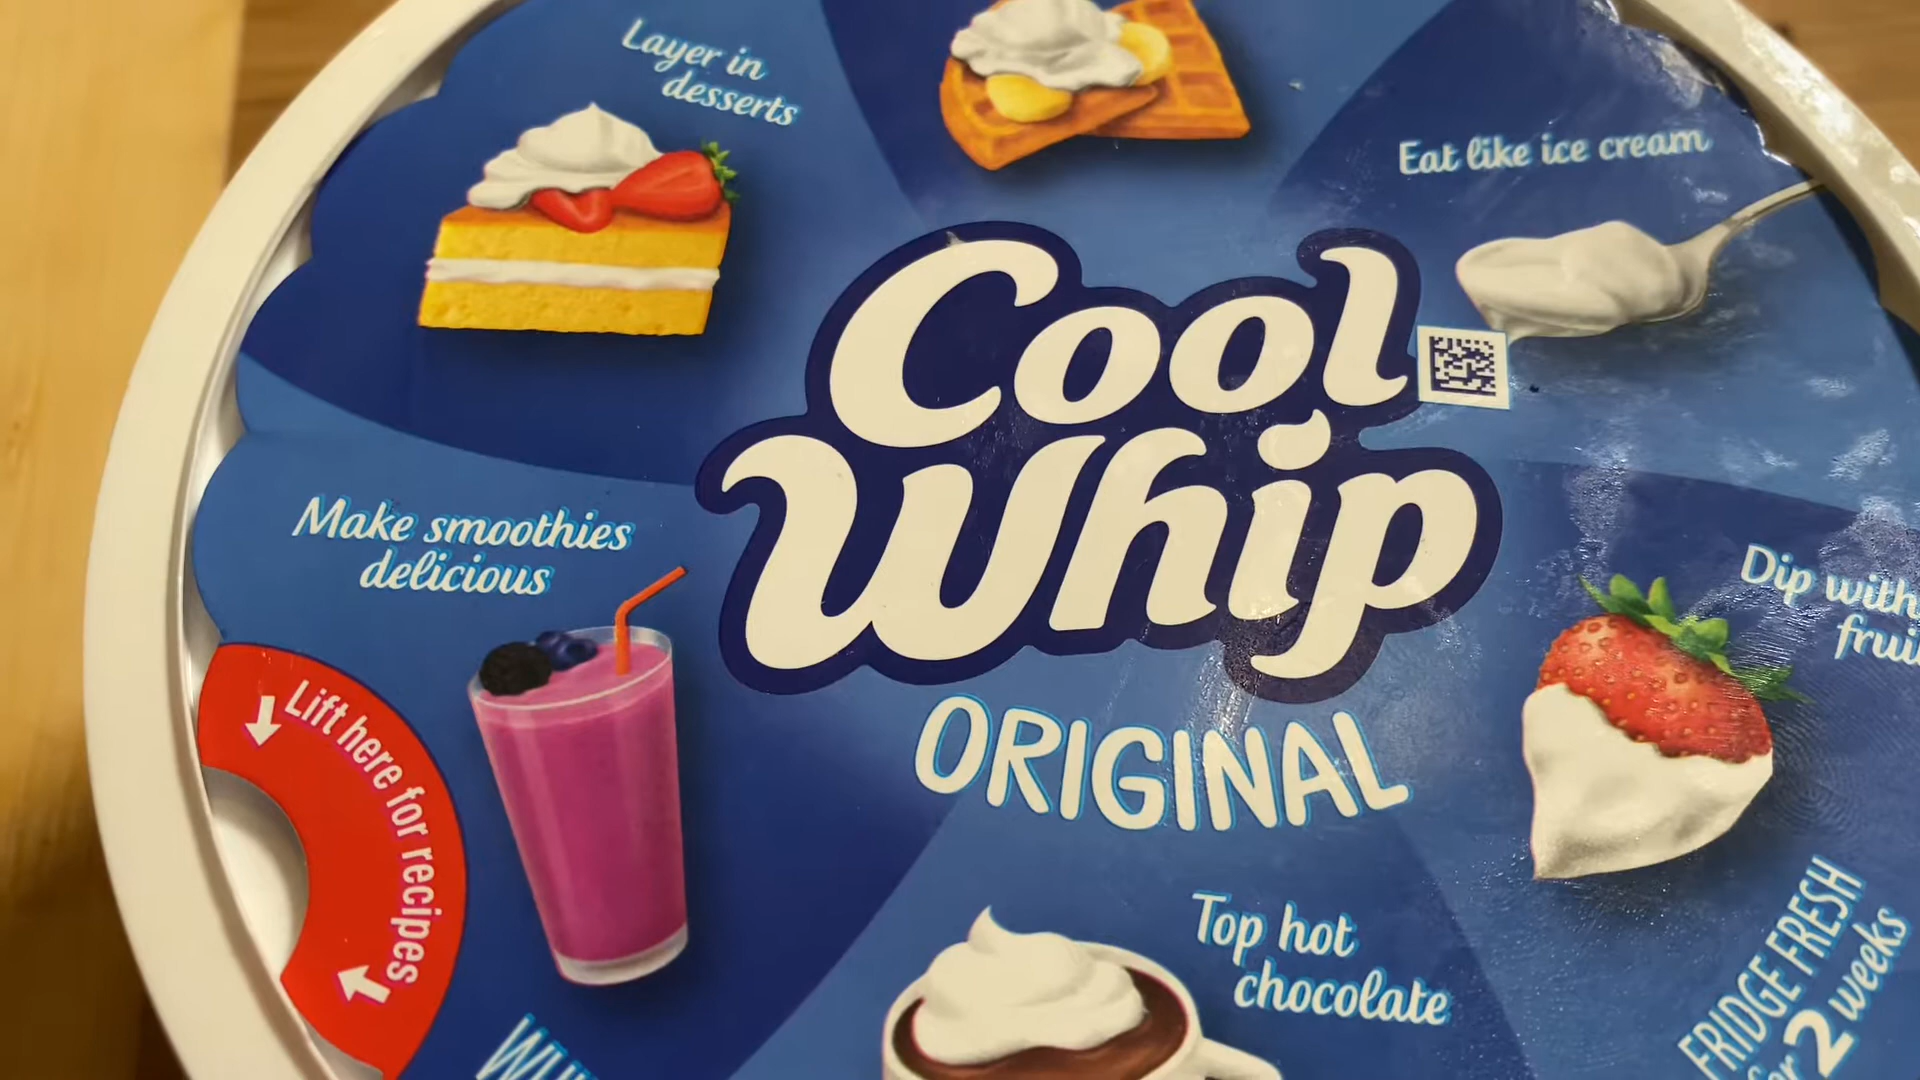 Layer in
desserts
Eat like ice cream
Cool
Whip
ORIGINAL
Make smoothies
delicious
Dip with
Lift here for recipes
Top hot
chocolate
FRIDGE FRESH
2 weeks